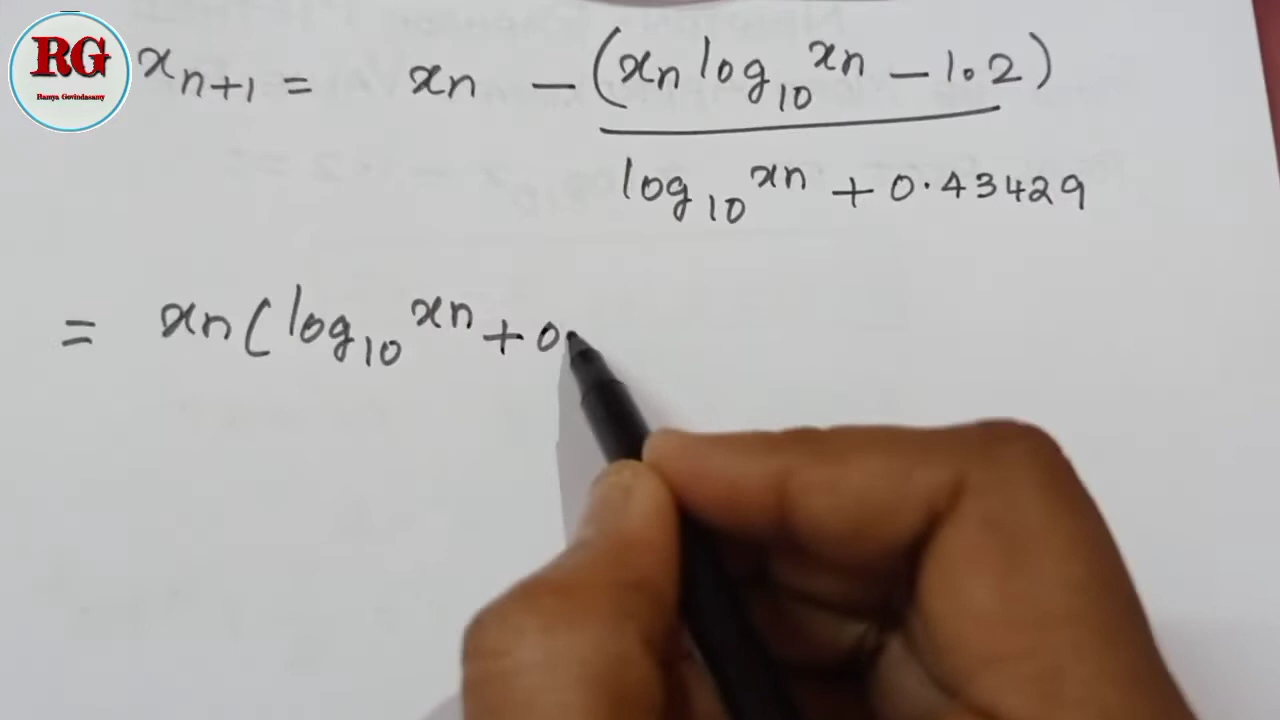 RG
Ramya Govindasamy
xn+1 = xn - (xn log10 xn - 1.2)
log10 xn + 0.43429
= xn(log10 xn + 0.